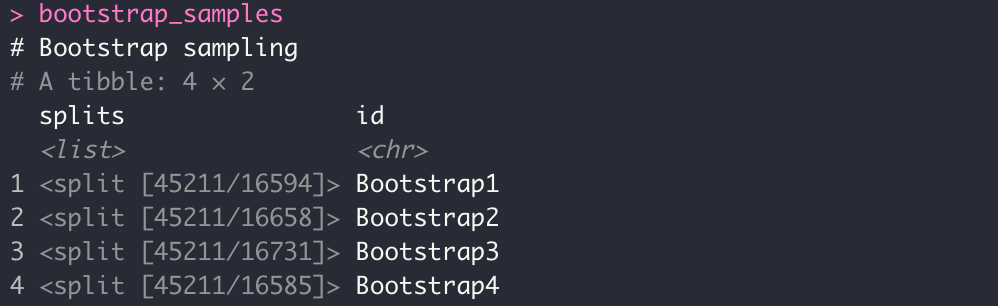 > bootstrap_samples
# Bootstrap sampling
# A tibble: 4 × 2
  splits                id
  <list>                <chr>
1 <split [45211/16594]> Bootstrap1
2 <split [45211/16658]> Bootstrap2
3 <split [45211/16731]> Bootstrap3
4 <split [45211/16585]> Bootstrap4